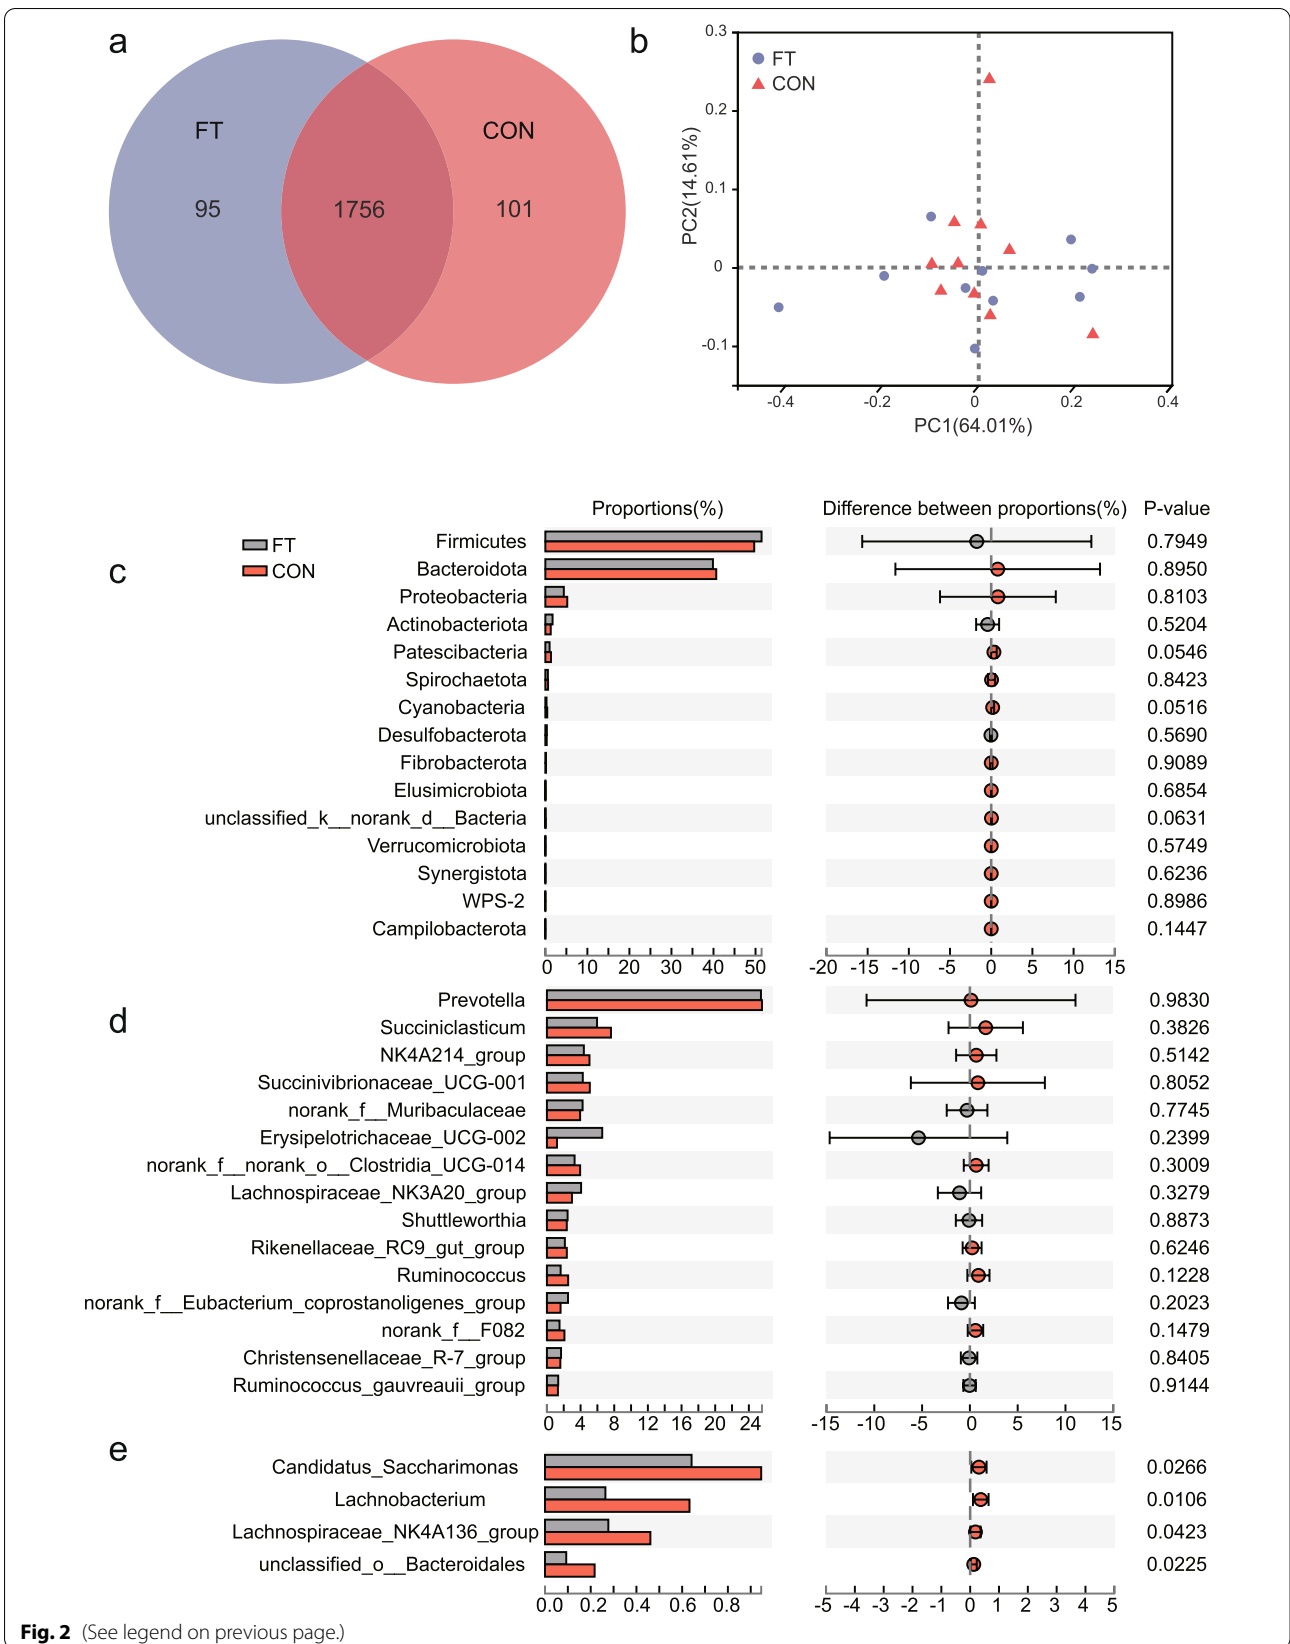 a
FT
CON
95
1756
101
b
FT
CON
0.3
0.2
0.1
0
-0.1
PC2(14.61%)
-0.4
-0.2
0
0.2
0.4
PC1(64.01%)
Proportions(%)
Difference between proportions(%)
P-value
c
FT
CON
Firmicutes 0.7949
Bacteroidota 0.8950
Proteobacteria 0.8103
Actinobacteriota 0.5204
Patescibacteria 0.0546
Spirochaetota 0.8423
Cyanobacteria 0.0516
Desulfobacterota 0.5690
Fibrobacterota 0.9089
Elusimicrobiota 0.6854
unclassified_k__norank_d__Bacteria 0.0631
Verrucomicrobiota 0.5749
Synergistota 0.6236
WPS-2 0.8986
Campilobacterota 0.1447
0 10 20 30 40 50
-20 -15 -10 -5 0 5 10 15
d
Prevotella 0.9830
Succiniclasticum 0.3826
NK4A214_group 0.5142
Succinivibrionaceae_UCG-001 0.8052
norank_f__Muribaculaceae 0.7745
Erysipelotrichaceae_UCG-002 0.2399
norank_f__norank_o__Clostridia_UCG-014 0.3009
Lachnospiraceae_NK3A20_group 0.3279
Shuttleworthia 0.8873
Rikenellaceae_RC9_gut_group 0.6246
Ruminococcus 0.1228
norank_f__Eubacterium_coprostanoligenes_group 0.2023
norank_f__F082 0.1479
Christensenellaceae_R-7_group 0.8405
Ruminococcus_gauvreauii_group 0.9144
0 4 8 12 16 20 24
-15 -10 -5 0 5 10 15
e
Candidatus_Saccharimonas 0.0266
Lachnobacterium 0.0106
Lachnospiraceae_NK4A136_group 0.0423
unclassified_o__Bacteroidales 0.0225
0.0 0.2 0.4 0.6 0.8
-5 -4 -3 -2 -1 0 1 2 3 4 5
Fig. 2 (See legend on previous page.)